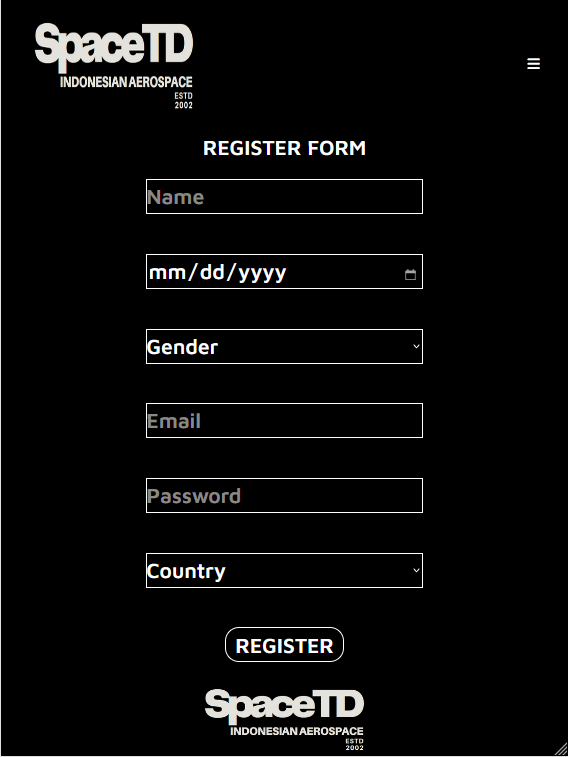 SpaceTD
INDONESIAN AEROSPACE
ESTD
2002
REGISTER FORM
Name
mm/dd/yyyy
Gender
Email
Password
Country
REGISTER
SpaceTD
INDONESIAN AEROSPACE
ESTD
2002